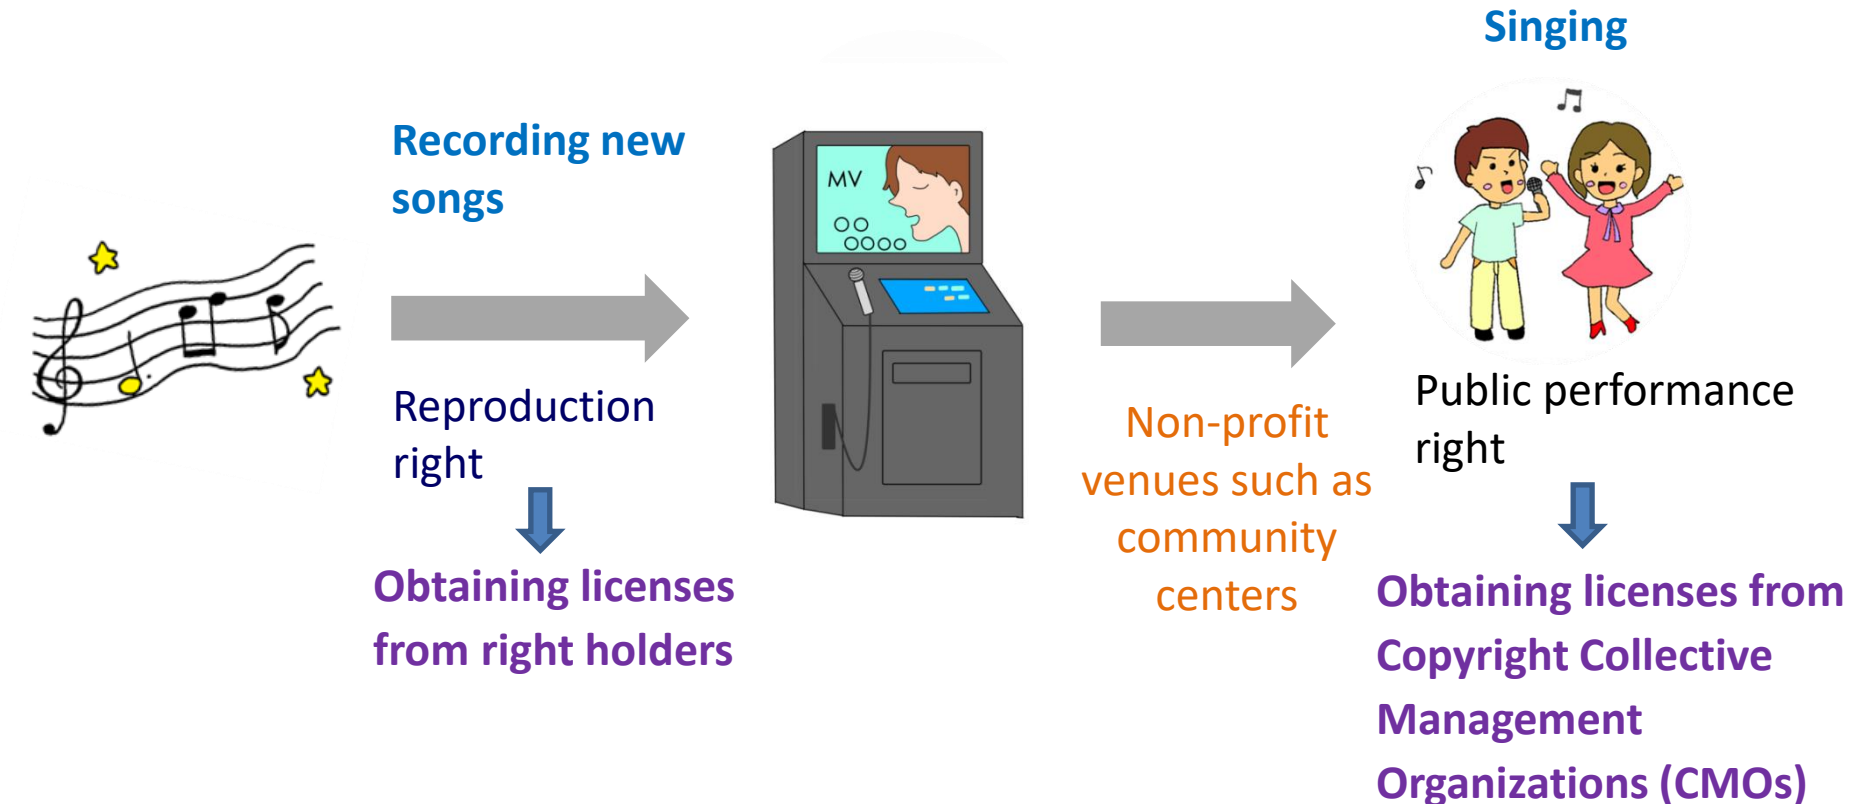 Recording new
songs
Reproduction
right
Obtaining licenses
from right holders
MV
Non-profit
venues such as
community
centers
Singing
Public performance
right
Obtaining licenses from
Copyright Collective
Management
Organizations (CMOs)